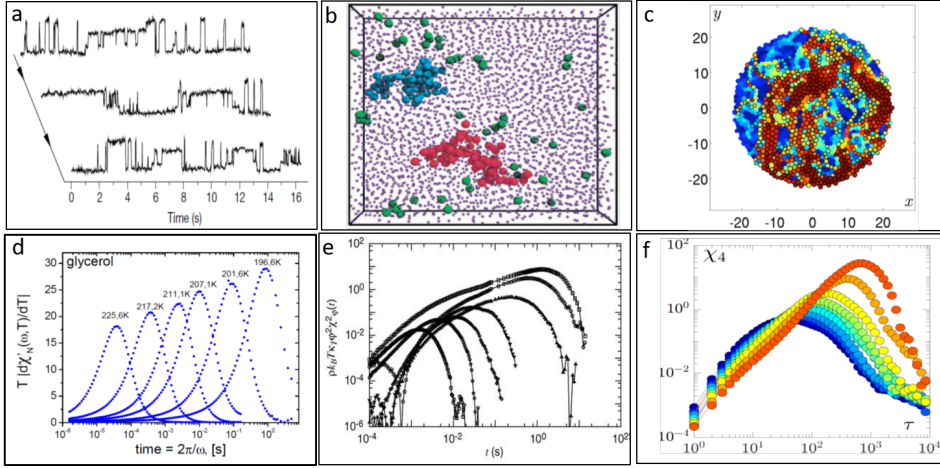 a
0 2 4 6 8 10 12 14 16
Time (s)
b
c
y
20
10
0
-10
-20
x
-20 -10 0 10 20
d
glycerol
T |dχ'N(ω,T)/dT|
30
25
20
15
10
5
0
225,6K
217,2K
211,1K
207,1K
201,6K
196,6K
10⁻⁶ 10⁻⁵ 10⁻⁴ 10⁻³ 10⁻² 10⁻¹ 10⁰
time = 2π/ω, [s]
e
10²
10⁰
10⁻²
10⁻⁴
10⁻⁶
10⁻⁴ 10⁻² 10⁰ 10²
t (s)
f
χ₄
10²
10⁰
10⁻²
10⁻⁴
10⁰ 10¹ 10² 10³ 10⁴
τ